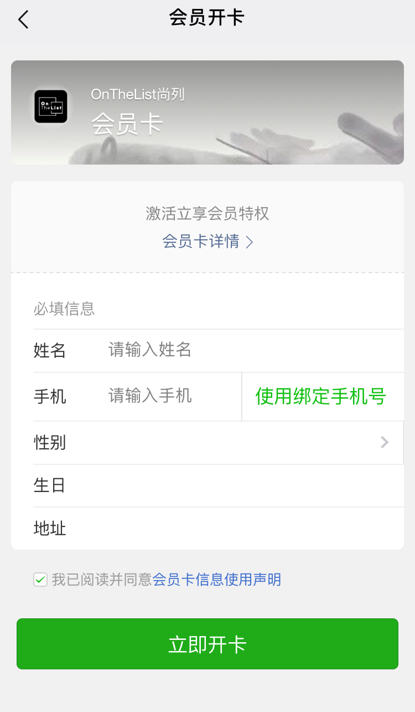 会员开卡
On
TheList
OnTheList尚列
会员卡
激活立享会员特权
会员卡详情
必填信息
姓名 请输入姓名
手机 请输入手机 使用绑定手机号
性别
生日
地址
我已阅读并同意会员卡信息使用声明
立即开卡